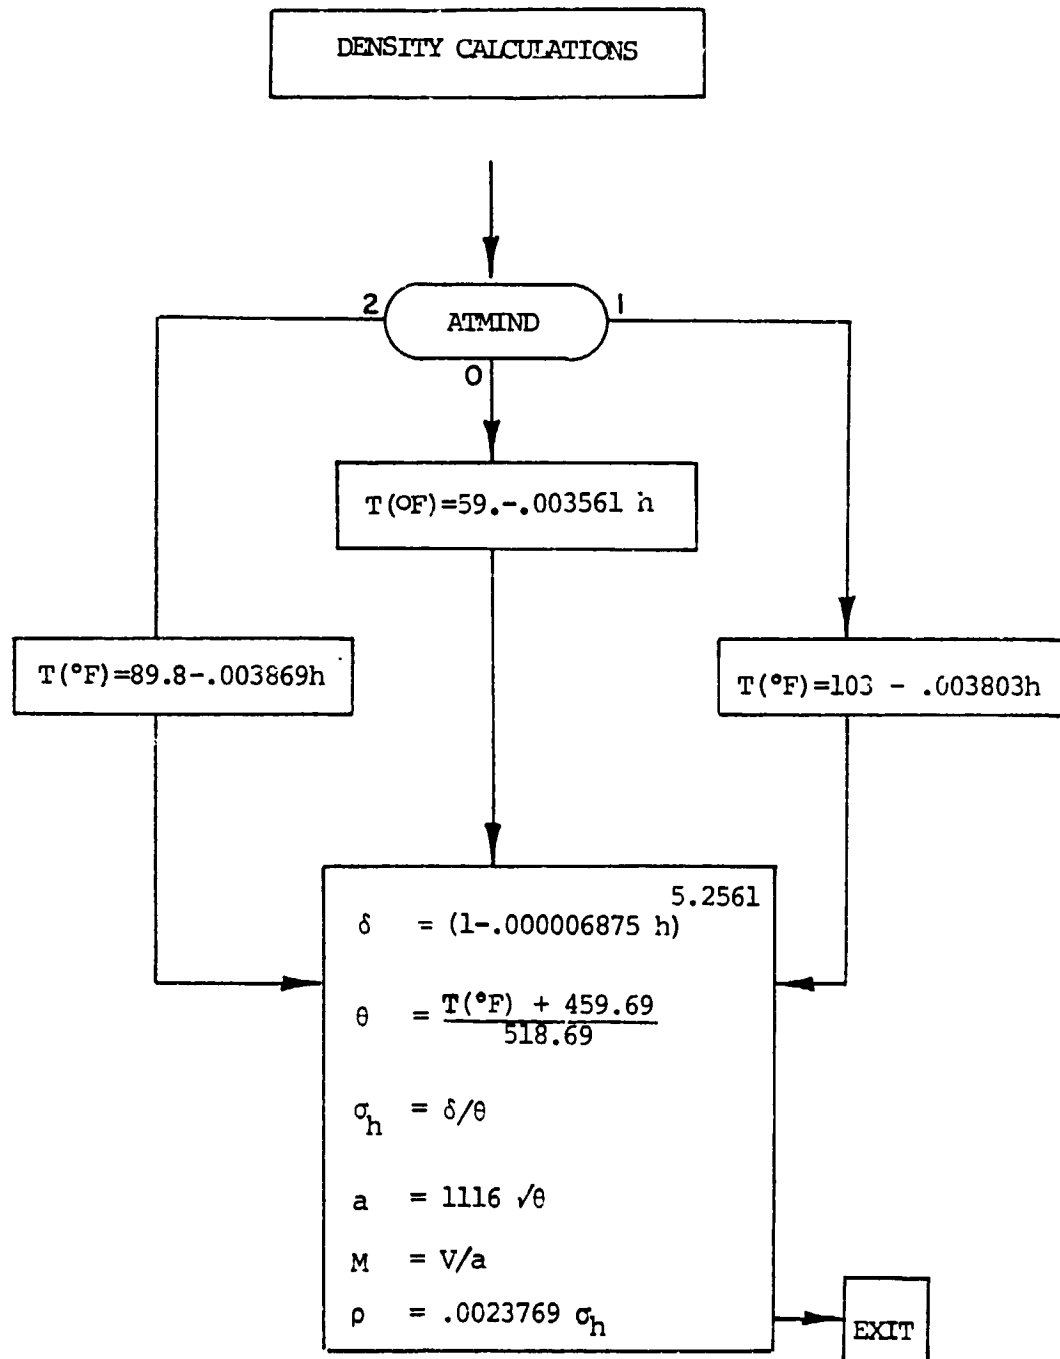 DENSITY CALCULATIONS
2
ATMIND
1
0
T(OF)=59.-.003561 h
T(°F)=89.8-.003869h
T(°F)=103 - .003803h
5.2561
δ = (1-.000006875 h)
θ = T(°F) + 459.69
518.69
σh = δ/θ
a = 1116 √θ
M = V/a
ρ = .0023769 σh
EXIT